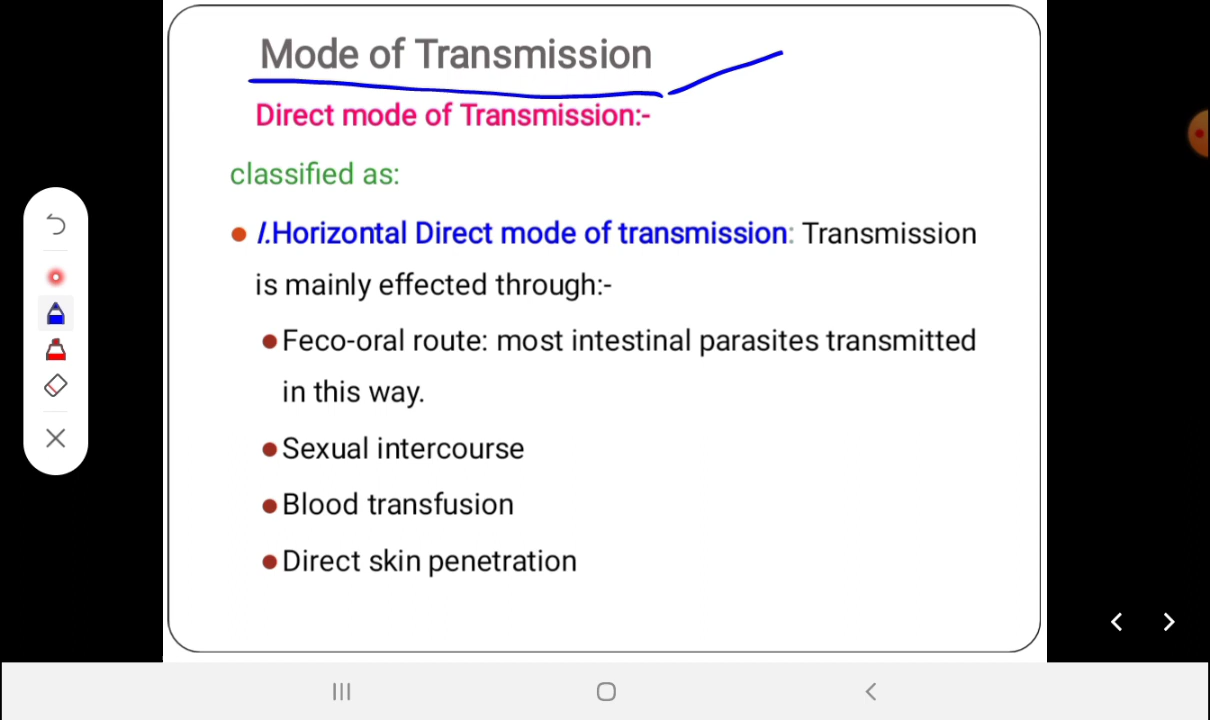 Mode of Transmission
Direct mode of Transmission:-
classified as:
I.Horizontal Direct mode of transmission: Transmission
is mainly effected through:-
Feco-oral route: most intestinal parasites transmitted
in this way.
Sexual intercourse
Blood transfusion
Direct skin penetration